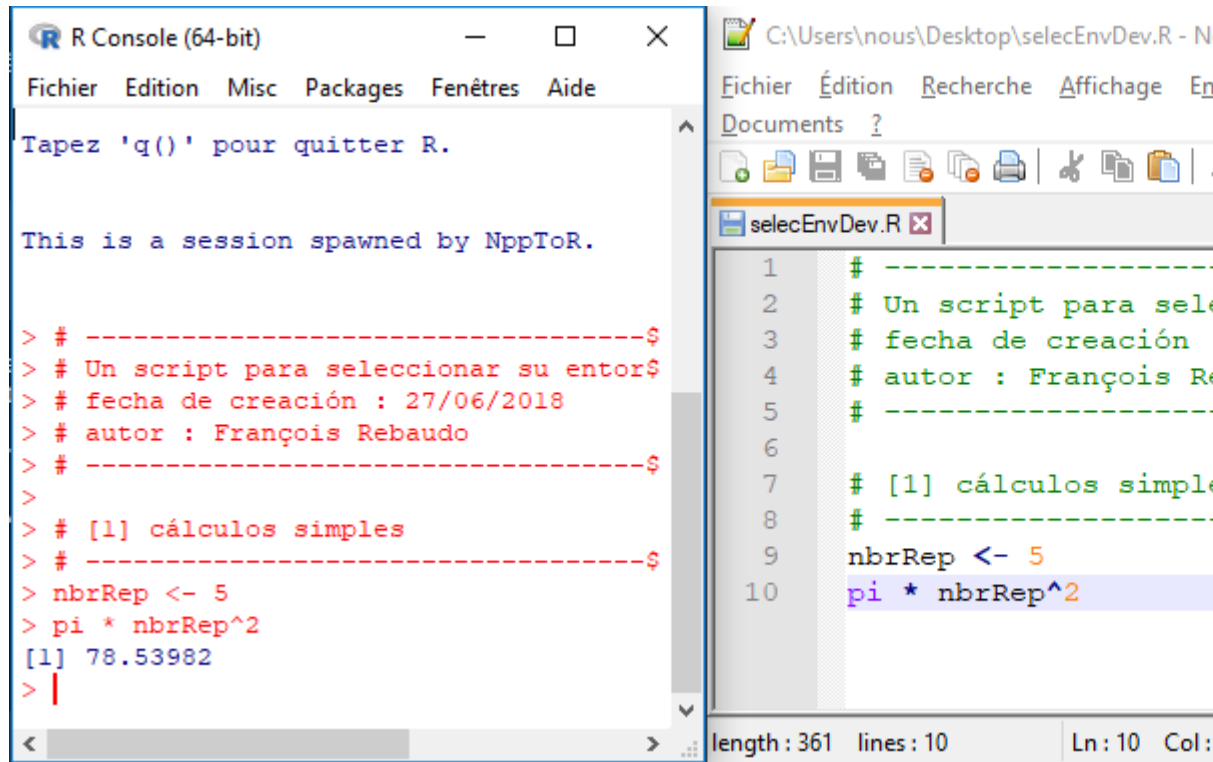 R Console (64-bit)
Fichier Edition Misc Packages Fenêtres Aide
Tapez 'q()' pour quitter R.
This is a session spawned by NppToR.
> # -----------------------------------$
> # Un script para seleccionar su entor$
> # fecha de creación : 27/06/2018
> # autor : François Rebaudo
> # -----------------------------------$
>
> # [1] cálculos simples
> # -----------------------------------$
> nbrRep <- 5
> pi * nbrRep^2
[1] 78.53982
>
C:\Users\nous\Desktop\selecEnvDev.R - N
Fichier Édition Recherche Affichage En
Documents ?
selecEnvDev.R
1 # -------------------
2 # Un script para sele
3 # fecha de creación
4 # autor : François Re
5 # -------------------
6
7 # [1] cálculos simple
8 # -------------------
9 nbrRep <- 5
10 pi * nbrRep^2
length : 361 lines : 10 Ln : 10 Col :